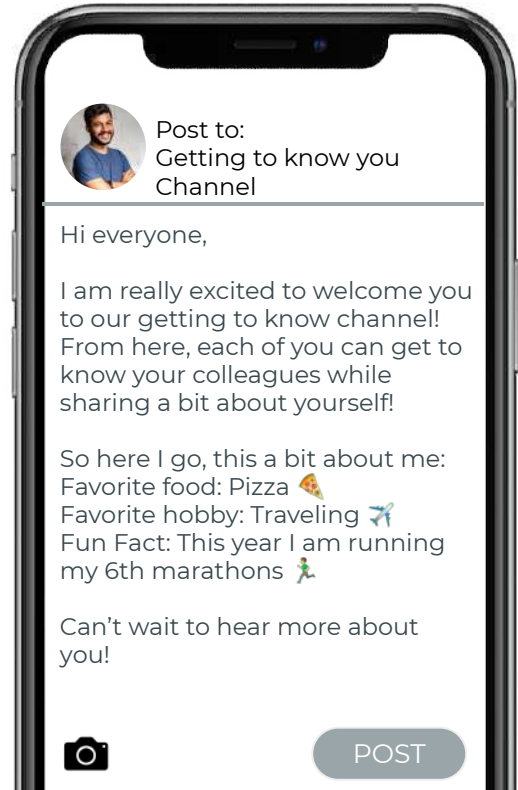 Post to:
Getting to know you
Channel
Hi everyone,
I am really excited to welcome you
to our getting to know channel!
From here, each of you can get to
know your colleagues while
sharing a bit about yourself!
So here I go, this a bit about me:
Favorite food: Pizza 🍕
Favorite hobby: Traveling ✈️
Fun Fact: This year I am running
my 6th marathons 🏃‍♂️
Can't wait to hear more about
you!
POST